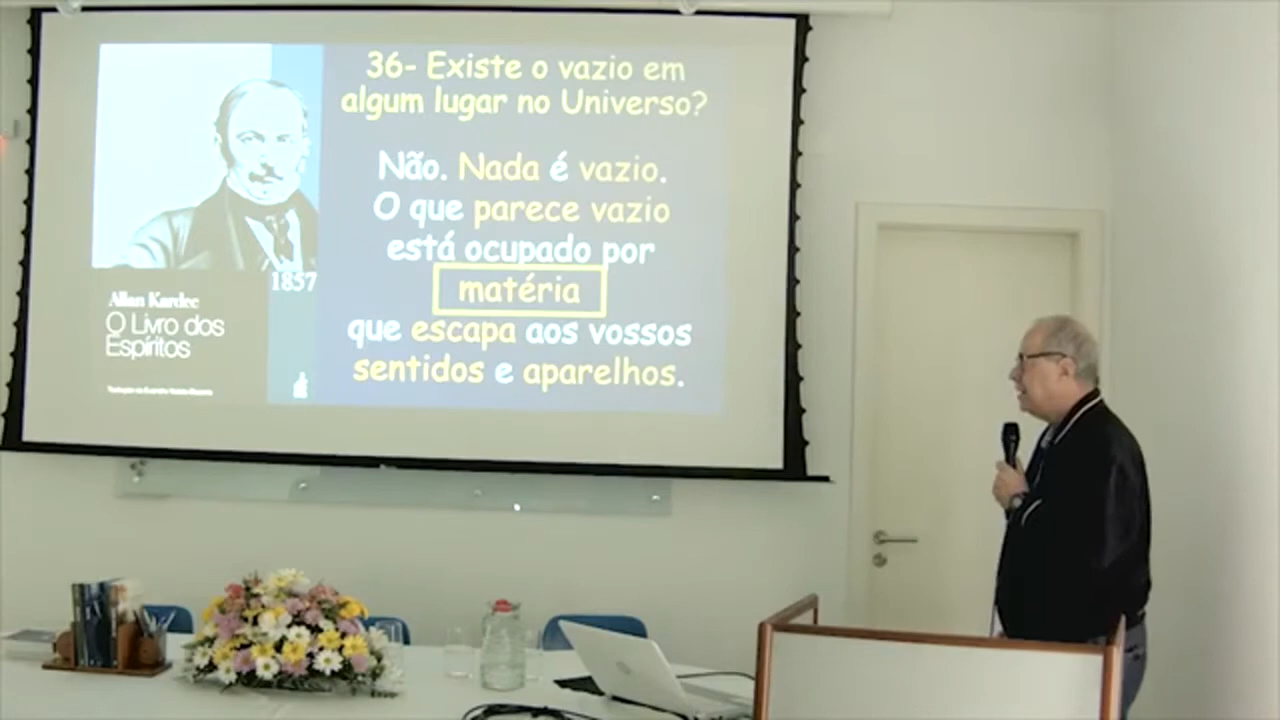 36- Existe o vazio em
algum lugar no Universo?
Não. Nada é vazio.
O que parece vazio
está ocupado por
matéria
que escapa aos vossos
sentidos e aparelhos.
1857
Allan Kardec
O Livro dos
Espíritos